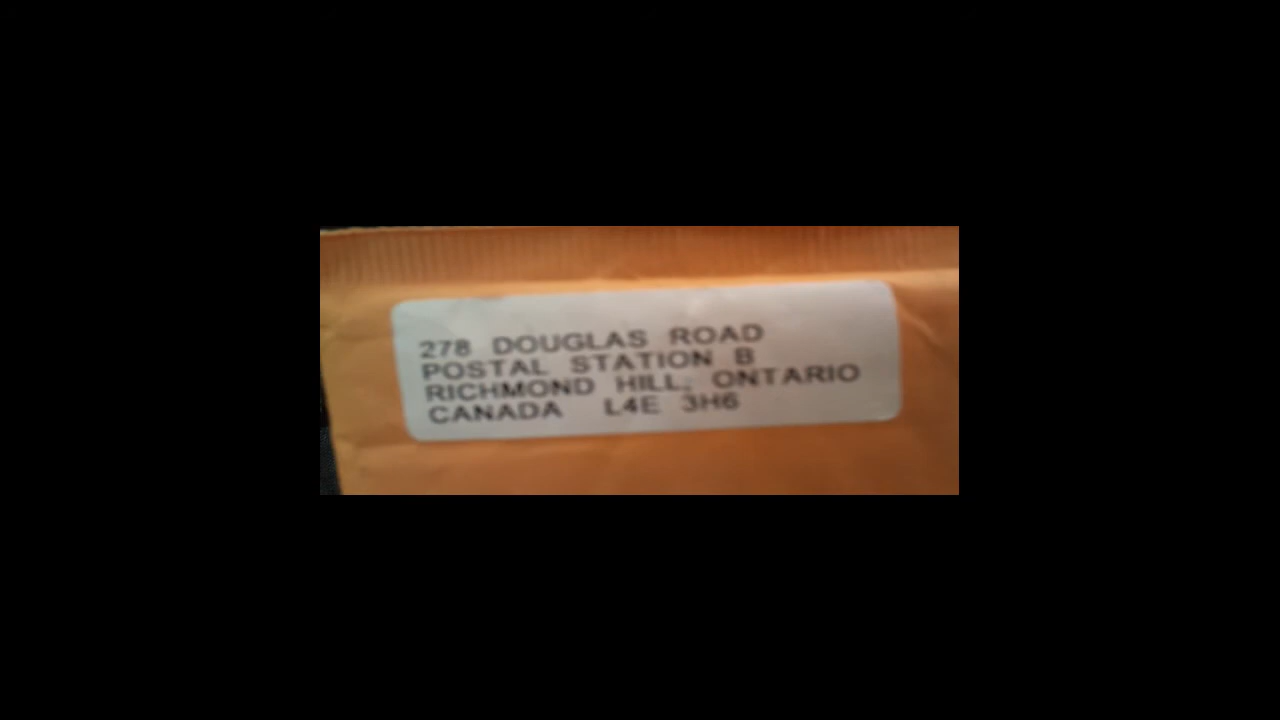 278 DOUGLAS ROAD
POSTAL STATION B
RICHMOND HILL, ONTARIO
CANADA L4E 3H6